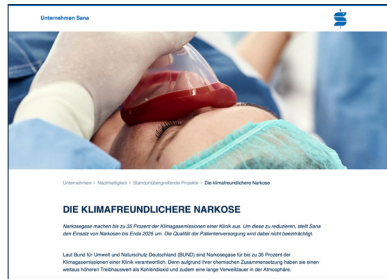 Unternehmen Sana
Unternehmen > Nachhaltigkeit > Standortübergreifende Projekte > Die klimafreundlichere Narkose
DIE KLIMAFREUNDLICHERE NARKOSE
Narkosegase machen bis zu 35 Prozent der Klimagasemissionen einer Klinik aus. Um diese zu reduzieren, stellt Sana
den Einsatz von Narkosen bis Ende 2025 um. Die Qualität der Patientenversorgung wird dabei nicht beeinträchtigt.
Laut Bund für Umwelt und Naturschutz Deutschland (BUND) sind Narkosegase für bis zu 35 Prozent der
Klimagasemissionen einer Klinik verantwortlich. Denn aufgrund ihrer chemischen Zusammensetzung haben sie einen
weitaus höheren Treibhauswert als Kohlendioxid und zudem eine lange Verweildauer in der Atmosphäre.